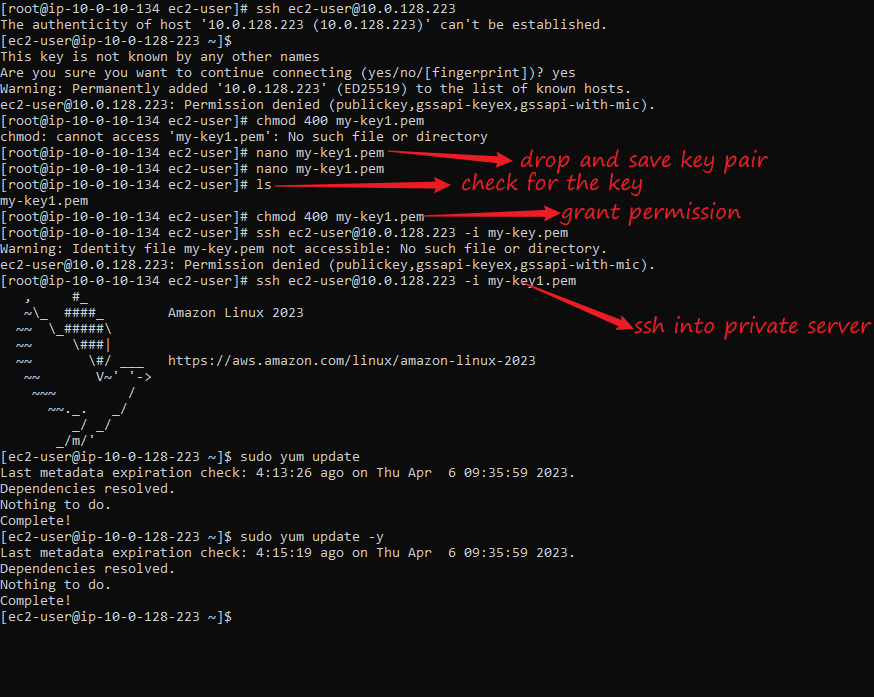 [root@ip-10-0-10-134 ec2-user]# ssh ec2-user@10.0.128.223
The authenticity of host '10.0.128.223 (10.0.128.223)' can't be established.
[ec2-user@ip-10-0-128-223 ~]$
This key is not known by any other names
Are you sure you want to continue connecting (yes/no/[fingerprint])? yes
Warning: Permanently added '10.0.128.223' (ED25519) to the list of known hosts.
ec2-user@10.0.128.223: Permission denied (publickey,gssapi-keyex,gssapi-with-mic).
[root@ip-10-0-10-134 ec2-user]# chmod 400 my-key1.pem
chmod: cannot access 'my-key1.pem': No such file or directory
[root@ip-10-0-10-134 ec2-user]# nano my-key1.pem
drop and save key pair
[root@ip-10-0-10-134 ec2-user]# nano my-key1.pem
[root@ip-10-0-10-134 ec2-user]# ls
check for the key
my-key1.pem
[root@ip-10-0-10-134 ec2-user]# chmod 400 my-key1.pem
grant permission
[root@ip-10-0-10-134 ec2-user]# ssh ec2-user@10.0.128.223 -i my-key.pem
Warning: Identity file my-key.pem not accessible: No such file or directory.
ec2-user@10.0.128.223: Permission denied (publickey,gssapi-keyex,gssapi-with-mic).
[root@ip-10-0-10-134 ec2-user]# ssh ec2-user@10.0.128.223 -i my-key1.pem
   ,     #_
   ~\_  ####_        Amazon Linux 2023
  ~~  \_#####\
ssh into private server
  ~~     \###|
  ~~       \#/ ___   https://aws.amazon.com/linux/amazon-linux-2023
   ~~       V~' '->
    ~~~         /
      ~~._.   _/
         _/ _/
       _/m/'
[ec2-user@ip-10-0-128-223 ~]$ sudo yum update
Last metadata expiration check: 4:13:26 ago on Thu Apr  6 09:35:59 2023.
Dependencies resolved.
Nothing to do.
Complete!
[ec2-user@ip-10-0-128-223 ~]$ sudo yum update -y
Last metadata expiration check: 4:15:19 ago on Thu Apr  6 09:35:59 2023.
Dependencies resolved.
Nothing to do.
Complete!
[ec2-user@ip-10-0-128-223 ~]$